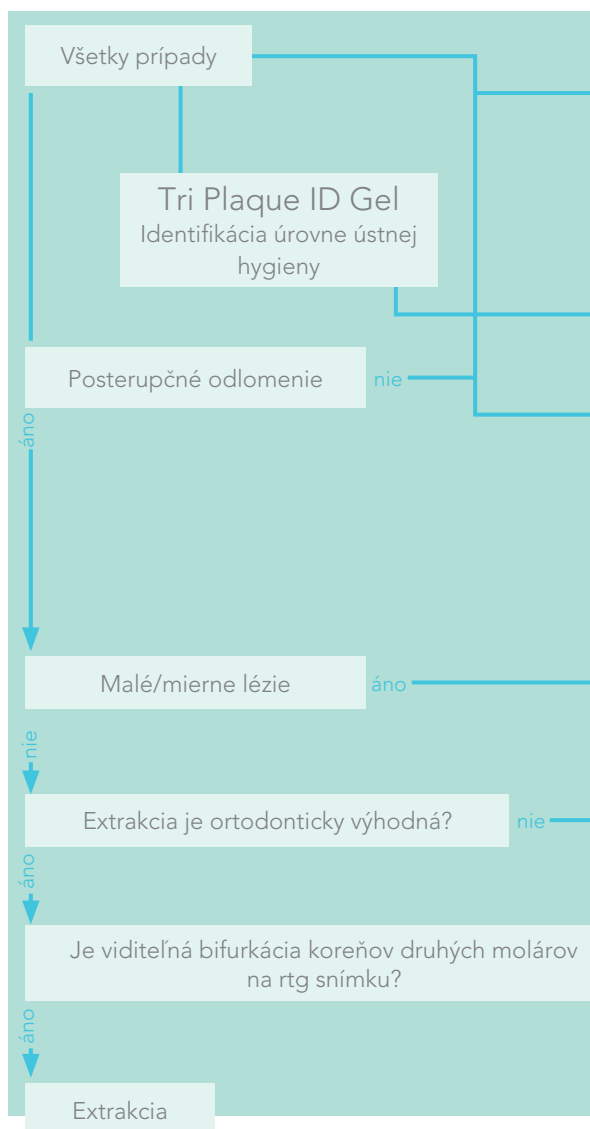 Všetky prípady
Tri Plaque ID Gel
Identifikácia úrovne ústnej
hygieny
Posterupčné odlomenie
nie
áno
Malé/mierne lézie
áno
nie
Extrakcia je ortodonticky výhodná?
nie
áno
Je viditeľná bifurkácia koreňov druhých molárov
na rtg snímku?
áno
Extrakcia